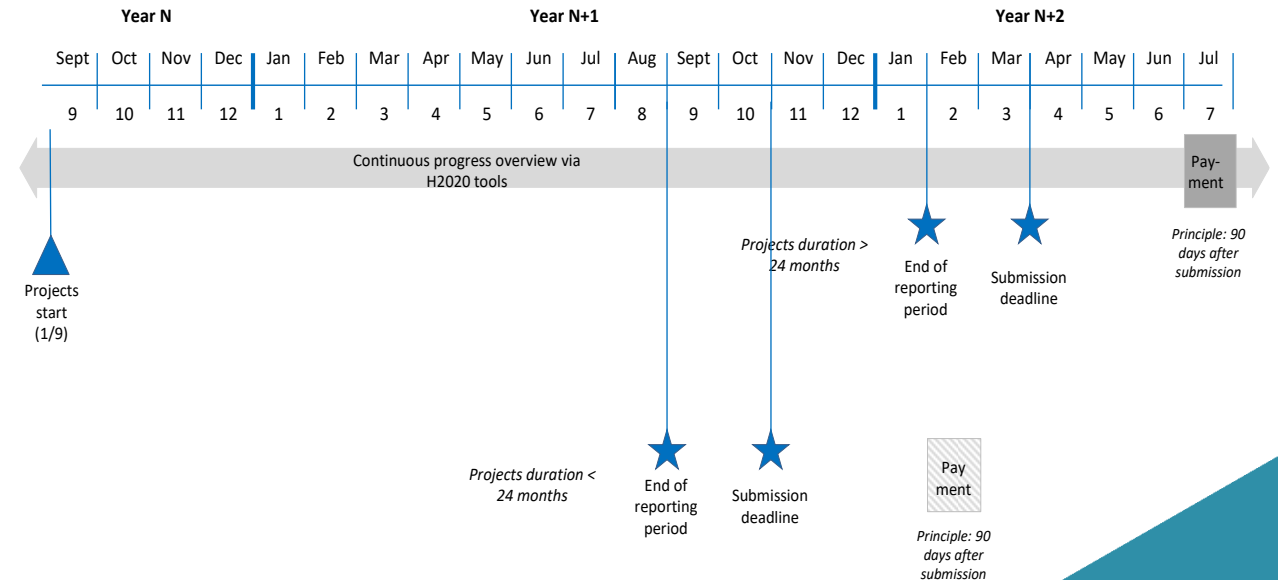 Year N
Year N+1
Year N+2
Sept Oct Nov Dec Jan Feb Mar Apr May Jun Jul Aug Sept Oct Nov Dec Jan Feb Mar Apr May Jun Jul
9 10 11 12 1 2 3 4 5 6 7 8 9 10 11 12 1 2 3 4 5 6 7
Continuous progress overview via
H2020 tools
Pay-
ment
Projects
start
(1/9)
Projects duration >
24 months
End of
reporting
period
Submission
deadline
Principle: 90
days after
submission
Projects duration <
24 months
End of
reporting
period
Submission
deadline
Pay
ment
Principle: 90
days after
submission